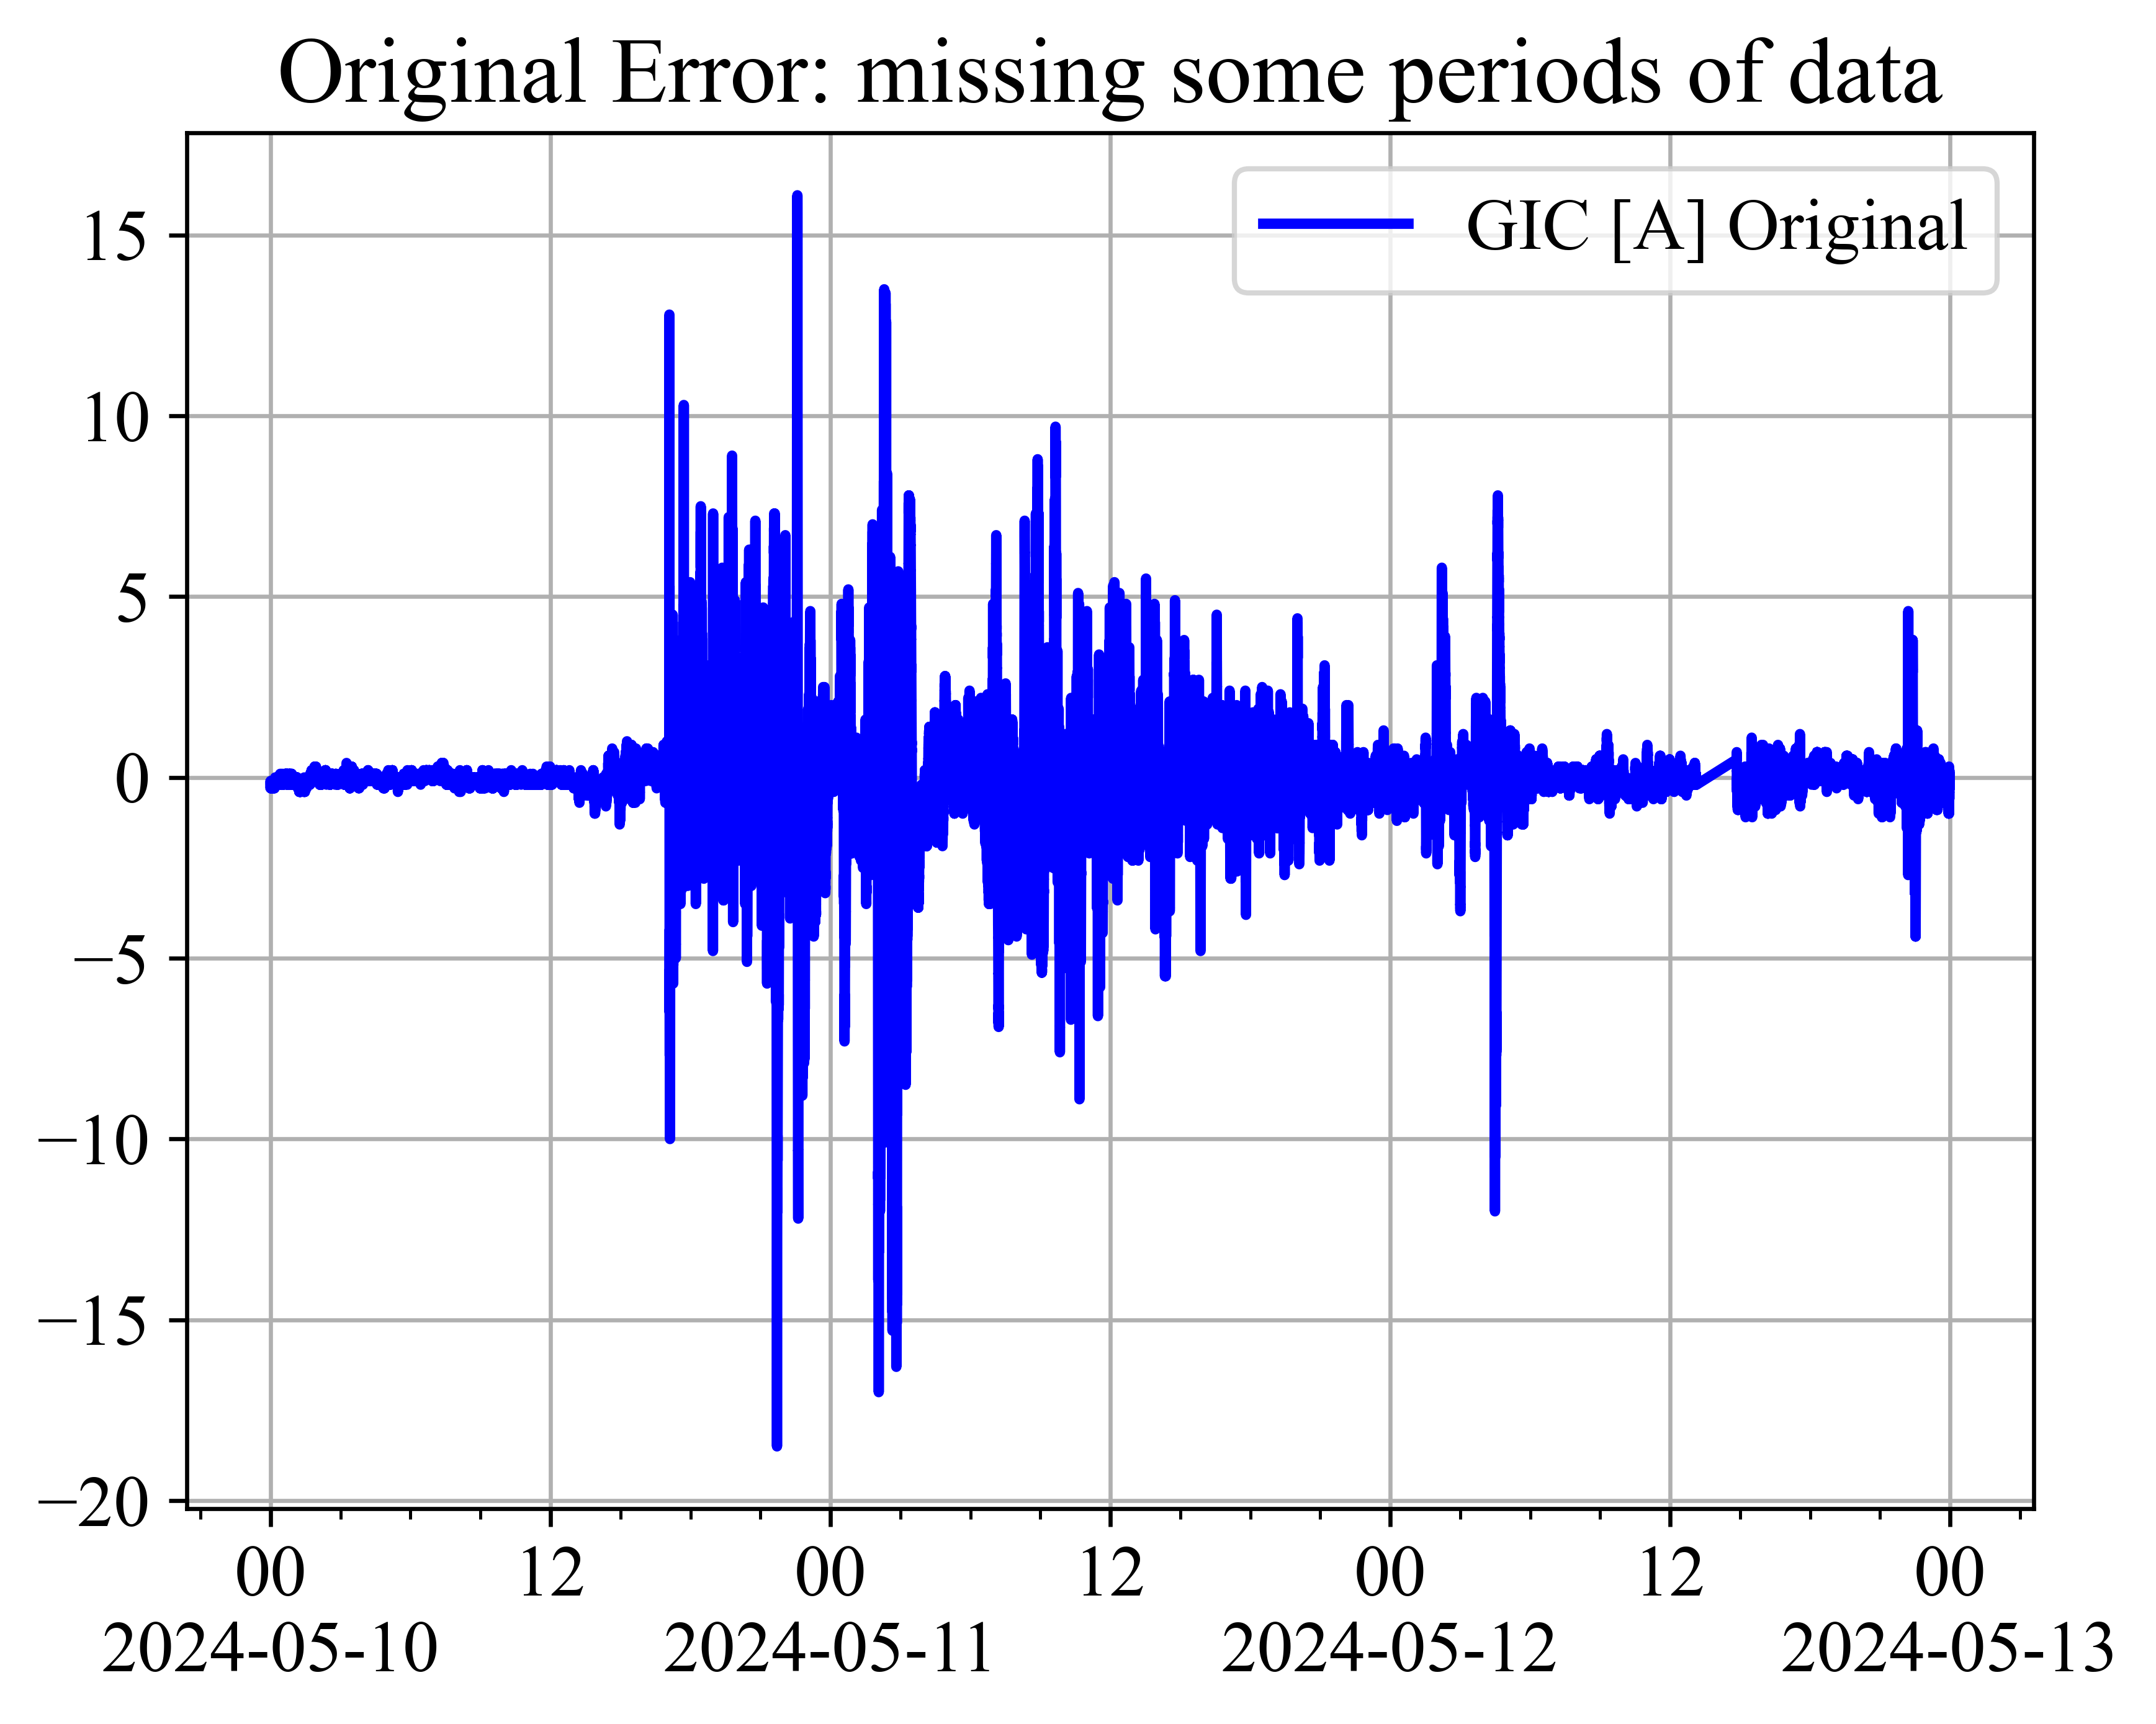 Original Error: missing some periods of data
GIC [A] Original
15
10
5
0
−5
−10
−15
−20
00 12 00 12 00 12 00
2024-05-10 2024-05-11 2024-05-12 2024-05-13